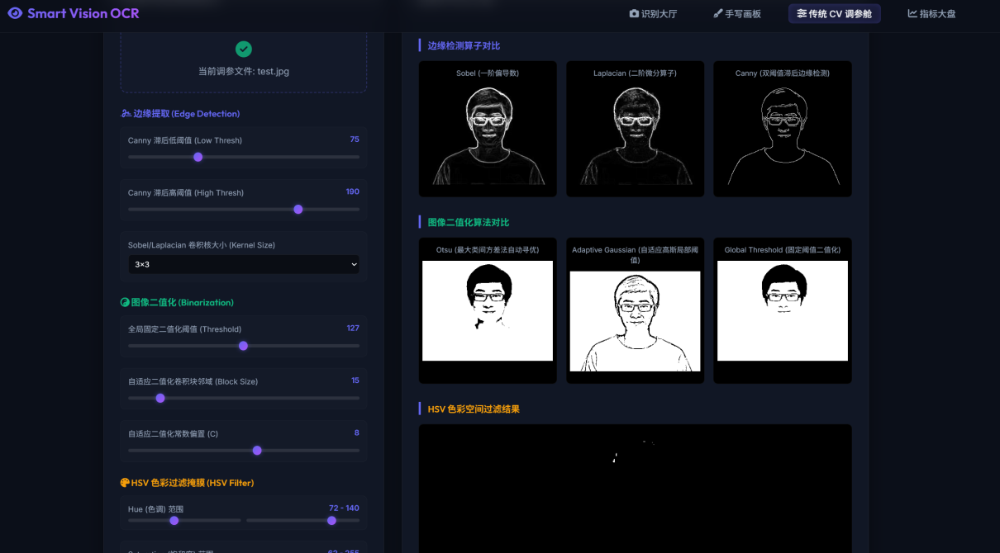 Smart Vision OCR
识别大厅
手写画板
传统 CV 调参舱
指标大盘
当前调参文件: test.jpg
边缘提取 (Edge Detection)
Canny 滞后低阈值 (Low Thresh)
75
Canny 滞后高阈值 (High Thresh)
190
Sobel/Laplacian 卷积核大小 (Kernel Size)
3×3
图像二值化 (Binarization)
全局固定二值化阈值 (Threshold)
127
自适应二值化卷积块邻域 (Block Size)
15
自适应二值化常数偏置 (C)
8
HSV 色彩过滤掩膜 (HSV Filter)
Hue (色调) 范围
72 - 140
边缘检测算子对比
Sobel (一阶偏导数)
Laplacian (二阶微分算子)
Canny (双阈值滞后边缘检测)
图像二值化算法对比
Otsu (最大类间方差法自动寻优)
Adaptive Gaussian (自适应高斯局部阈
值)
Global Threshold (固定阈值二值化)
HSV 色彩空间过滤结果